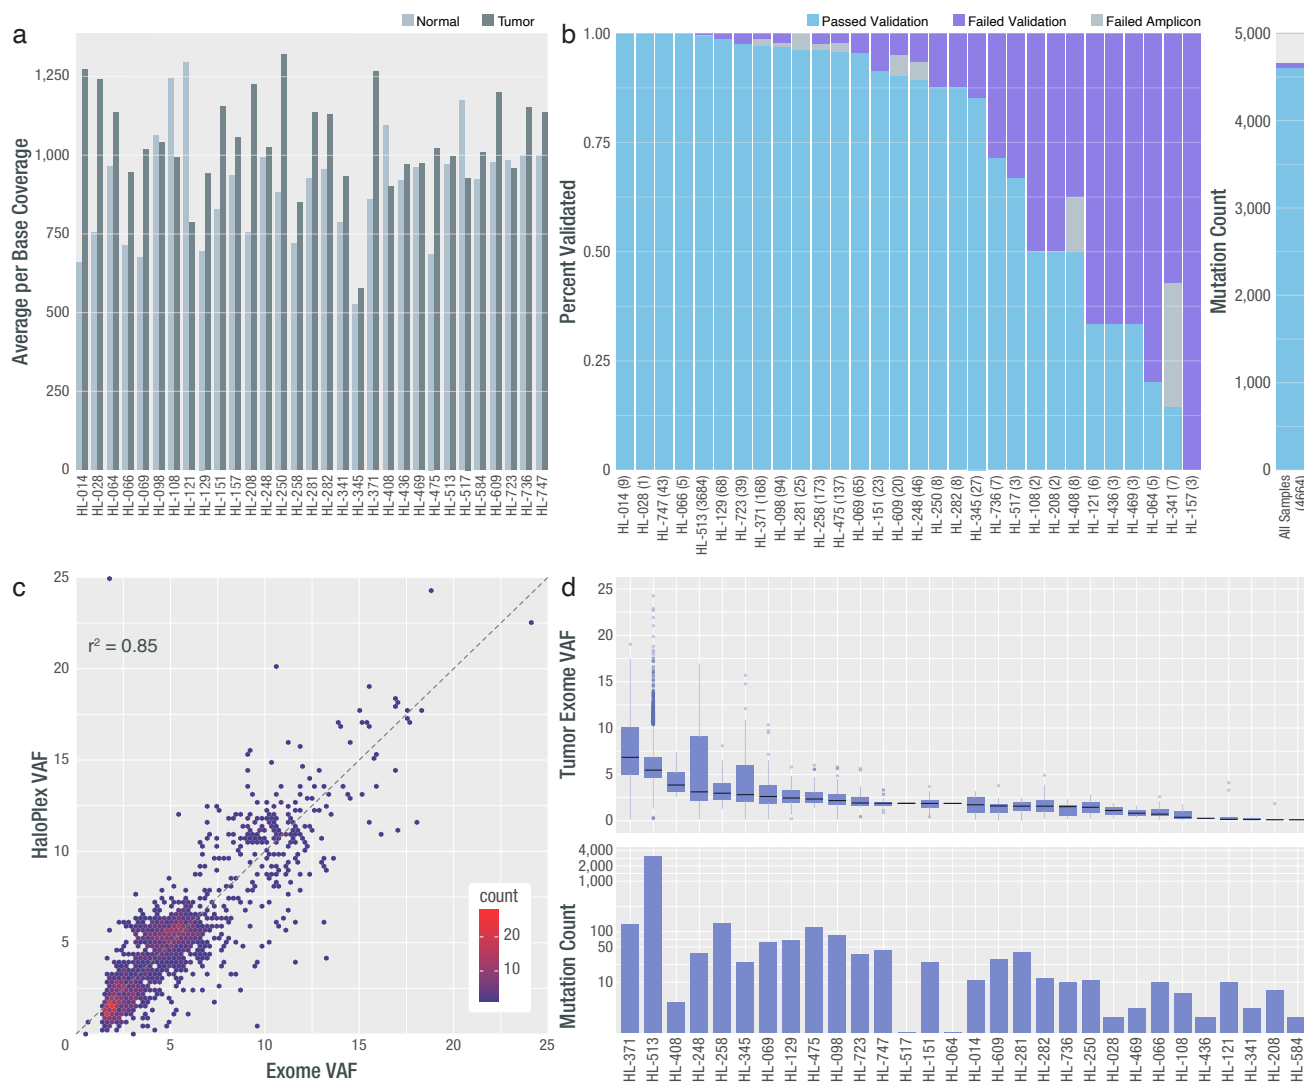 a
Normal
Tumor
Average per Base Coverage
1,250
1,000
750
500
250
0
HL-014
HL-028
HL-064
HL-066
HL-069
HL-098
HL-108
HL-121
HL-129
HL-151
HL-157
HL-208
HL-248
HL-250
HL-258
HL-281
HL-282
HL-341
HL-345
HL-371
HL-408
HL-436
HL-469
HL-475
HL-513
HL-517
HL-584
HL-609
HL-723
HL-736
HL-747
b
Passed Validation
Failed Validation
Failed Amplicon
Percent Validated
1.00
0.75
0.50
0.25
0
HL-014 (9)
HL-028 (1)
HL-747 (43)
HL-066 (5)
HL-513 (3684)
HL-129 (68)
HL-723 (39)
HL-371 (168)
HL-098 (94)
HL-281 (25)
HL-258 (173)
HL-475 (137)
HL-069 (65)
HL-151 (23)
HL-609 (20)
HL-248 (46)
HL-250 (8)
HL-282 (8)
HL-345 (27)
HL-736 (7)
HL-517 (3)
HL-108 (2)
HL-208 (2)
HL-408 (8)
HL-121 (6)
HL-436 (3)
HL-469 (3)
HL-064 (5)
HL-341 (7)
HL-157 (3)
Mutation Count
5,000
4,000
3,000
2,000
1,000
0
All Samples
(4664)
c
r² = 0.85
HaloPlex VAF
25
20
15
10
5
0
5
10
15
20
25
Exome VAF
count
20
10
d
Tumor Exome VAF
25
20
15
10
5
0
Mutation Count
4,000
2,000
1,000
100
50
10
HL-371
HL-513
HL-408
HL-248
HL-258
HL-345
HL-069
HL-129
HL-475
HL-098
HL-723
HL-747
HL-517
HL-151
HL-064
HL-014
HL-609
HL-281
HL-282
HL-736
HL-250
HL-028
HL-469
HL-066
HL-108
HL-436
HL-121
HL-341
HL-208
HL-584